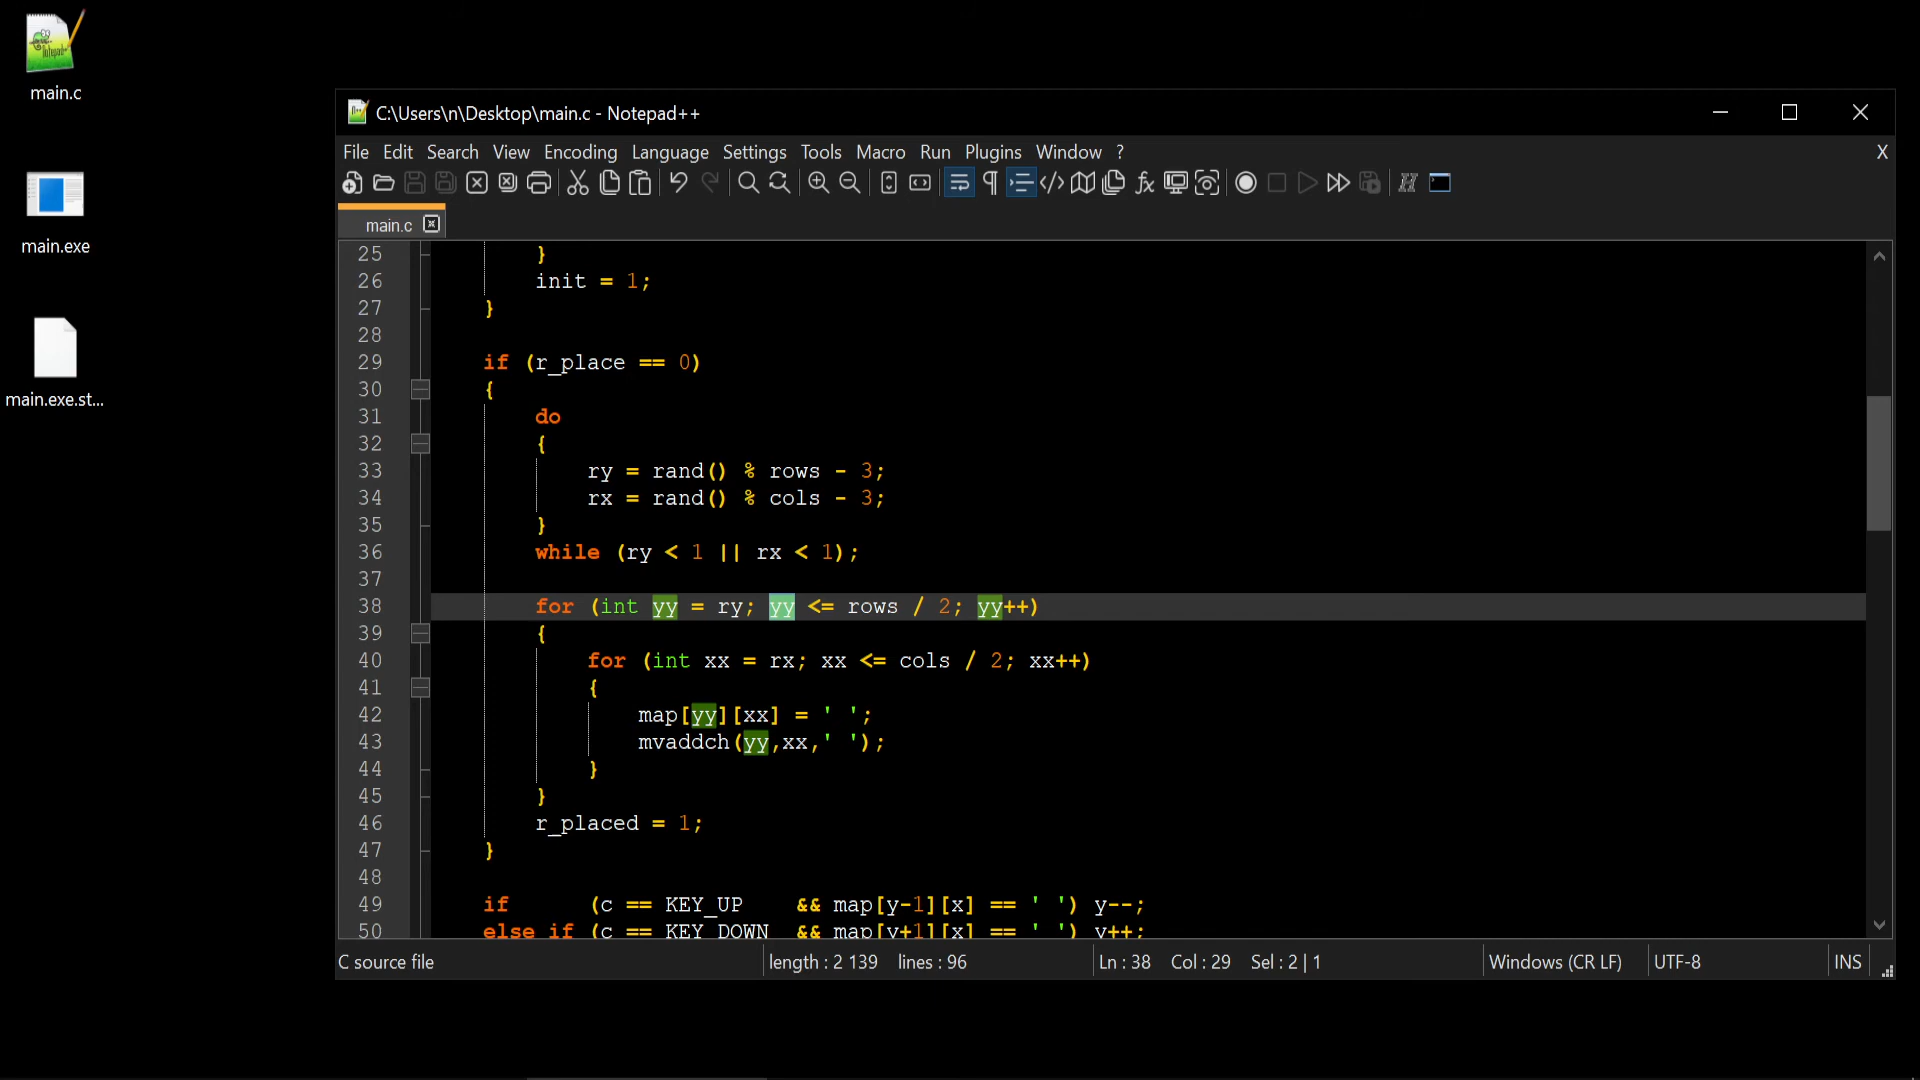 main.c
main.exe
main.exe.st...
C:\Users\n\Desktop\main.c - Notepad++
File Edit Search View Encoding Language Settings Tools Macro Run Plugins Window ? X
main.c
25 }
26 init = 1;
27 }
28
29 if (r_place == 0)
30 {
31 do
32 {
33 ry = rand() % rows - 3;
34 rx = rand() % cols - 3;
35 }
36 while (ry < 1 || rx < 1);
37
38 for (int yy = ry; yy <= rows / 2; yy++)
39 {
40 for (int xx = rx; xx <= cols / 2; xx++)
41 {
42 map[yy][xx] = ' ';
43 mvaddch(yy,xx,' ');
44 }
45 }
46 r_placed = 1;
47 }
48
49 if (c == KEY_UP && map[y-1][x] == ' ') y--;
50 else if (c == KEY_DOWN && map[y+1][x] == ' ') y++;
C source file length : 2 139 lines : 96 Ln : 38 Col : 29 Sel : 2 | 1 Windows (CR LF) UTF-8 INS